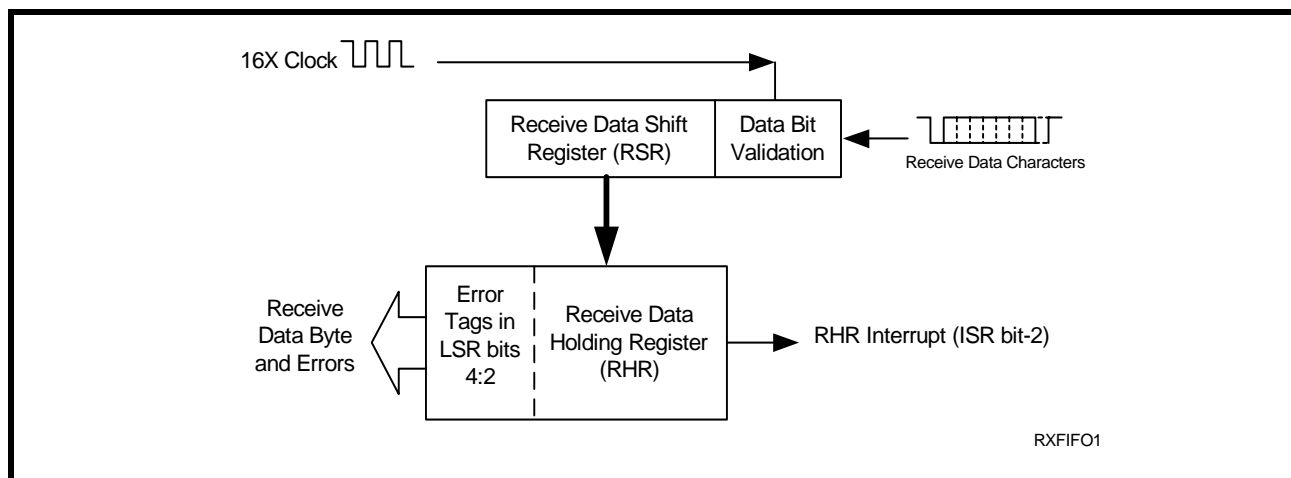 16X Clock
Receive Data Shift
Register (RSR)
Data Bit
Validation
Receive Data Characters
Receive
Data Byte
and Errors
Error
Tags in
LSR bits
4:2
Receive Data
Holding Register
(RHR)
RHR Interrupt (ISR bit-2)
RXFIFO1